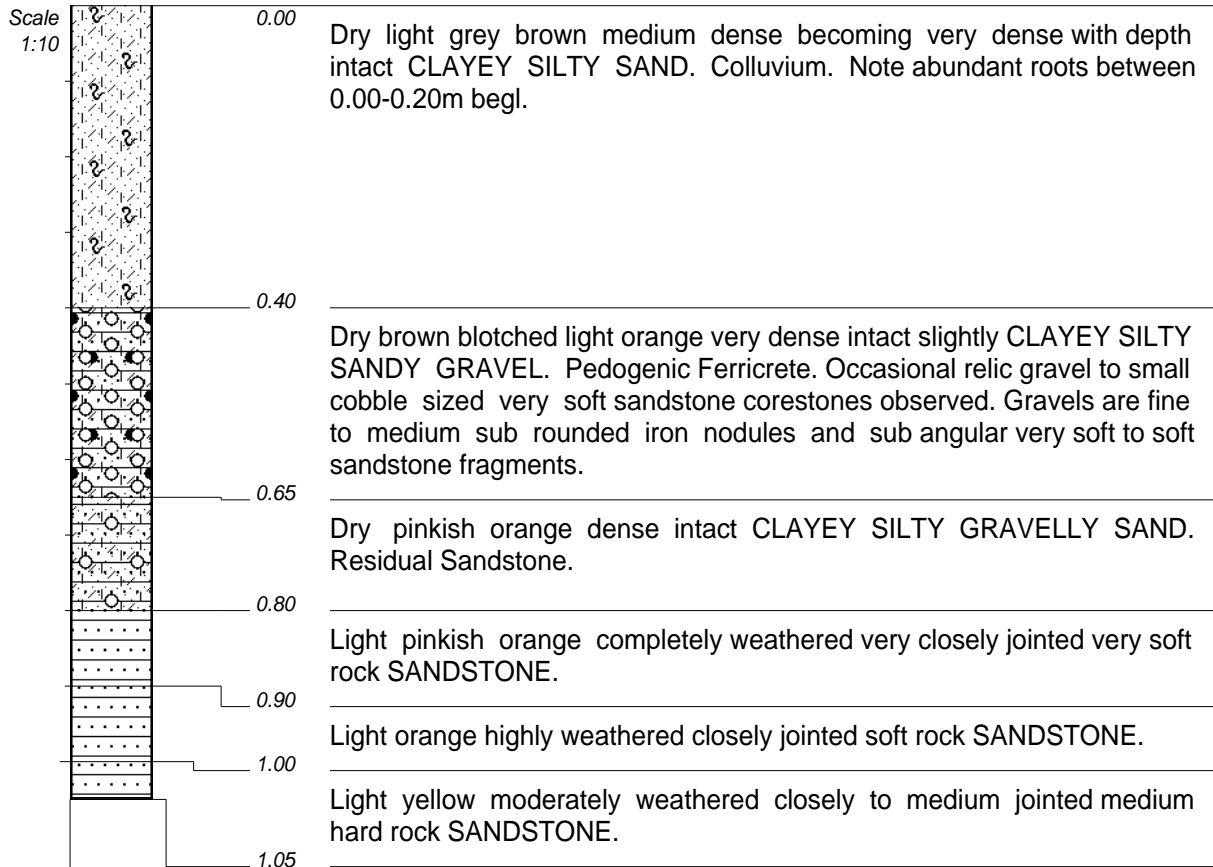 Scale
1:10
0.00
Dry light grey brown medium dense becoming very dense with depth
intact CLAYEY SILTY SAND. Colluvium. Note abundant roots between
0.00-0.20m begl.
0.40
Dry brown blotched light orange very dense intact slightly CLAYEY SILTY
SANDY GRAVEL. Pedogenic Ferricrete. Occasional relic gravel to small
cobble sized very soft sandstone corestones observed. Gravels are fine
to medium sub rounded iron nodules and sub angular very soft to soft
sandstone fragments.
0.65
Dry pinkish orange dense intact CLAYEY SILTY GRAVELLY SAND.
Residual Sandstone.
0.80
Light pinkish orange completely weathered very closely jointed very soft
rock SANDSTONE.
0.90
Light orange highly weathered closely jointed soft rock SANDSTONE.
1.00
Light yellow moderately weathered closely to medium jointed medium
hard rock SANDSTONE.
1.05